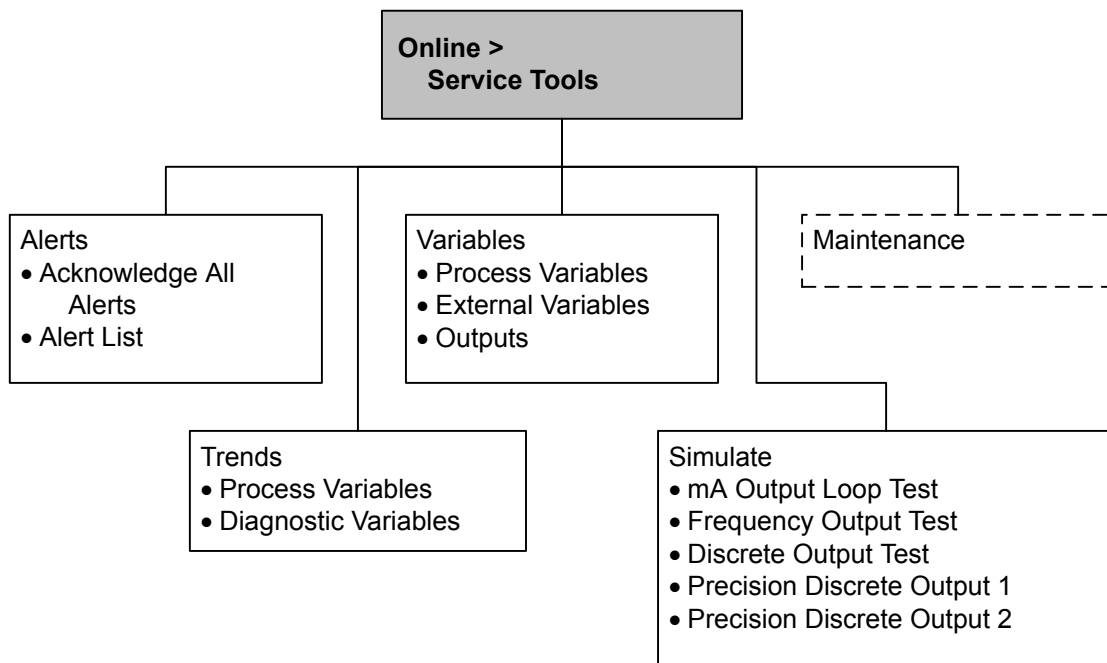 Online >
Service Tools
Alerts
• Acknowledge All
Alerts
• Alert List
Variables
• Process Variables
• External Variables
• Outputs
Maintenance
Trends
• Process Variables
• Diagnostic Variables
Simulate
• mA Output Loop Test
• Frequency Output Test
• Discrete Output Test
• Precision Discrete Output 1
• Precision Discrete Output 2